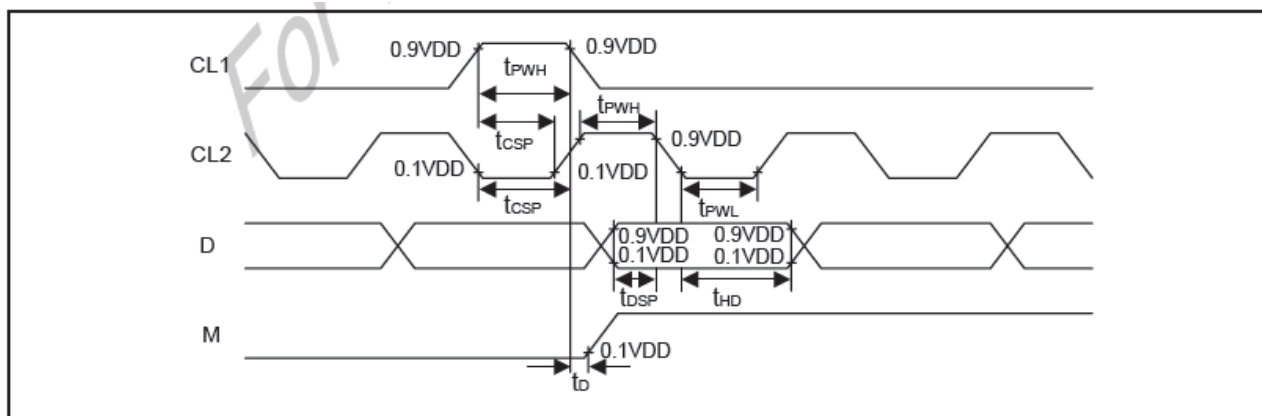 For
CL1
0.9VDD
0.9VDD
tPWH
tPWH
tCSP
CL2
0.9VDD
0.1VDD
0.1VDD
tCSP
tPWL
D
0.9VDD
0.9VDD
0.1VDD
0.1VDD
tDSP
tHD
M
0.1VDD
tD